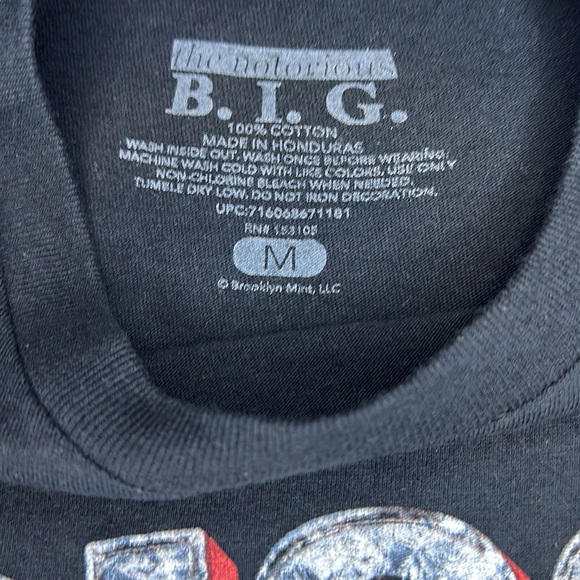 the notorious
B. I. G.
100% COTTON
MADE IN HONDURAS
WASH INSIDE OUT. WASH ONCE BEFORE WEARING.
MACHINE WASH COLD WITH LIKE COLORS. USE ONLY
NON-CHLORINE BLEACH WHEN NEEDED.
TUMBLE DRY LOW. DO NOT IRON DECORATION.
UPC:716068671181
RN# 153105
M
© Brooklyn Mint, LLC